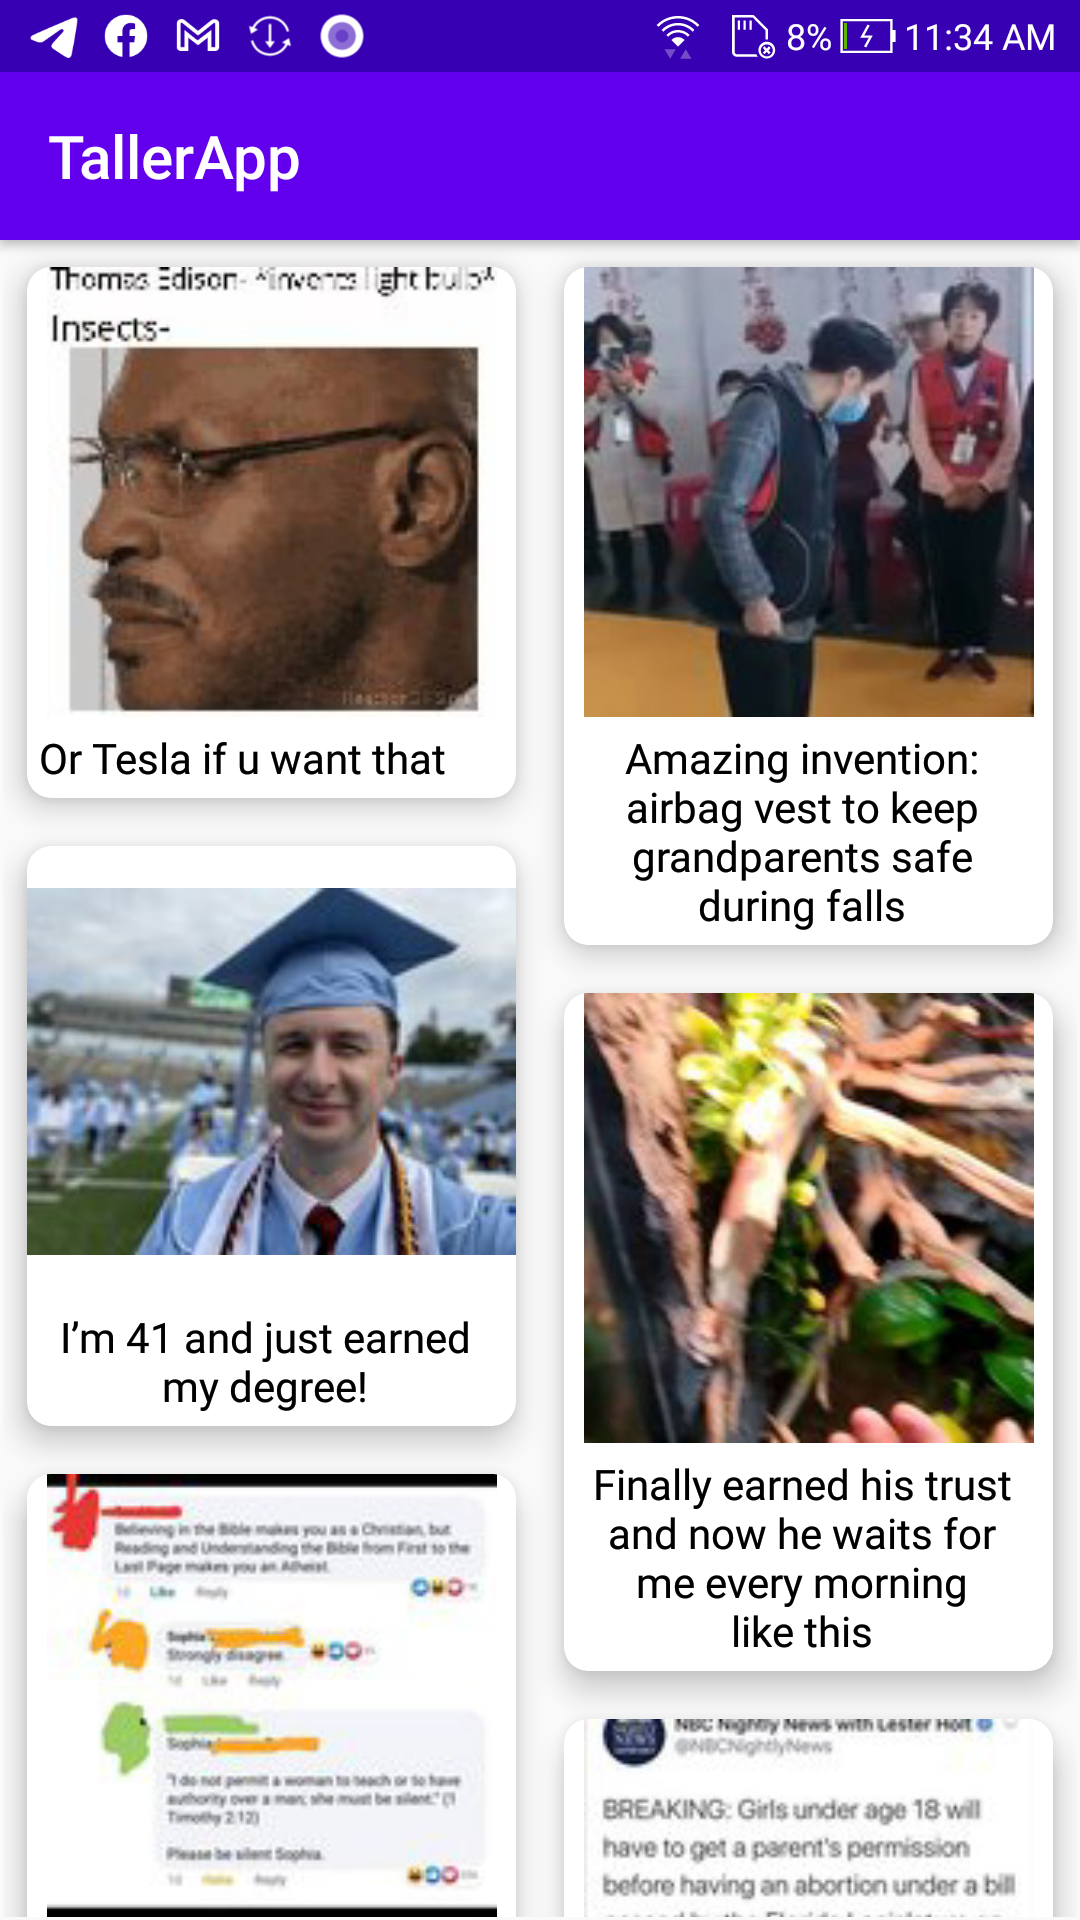 8% 11:34 AM
TallerApp
Thomas Edison- *invents light bulb*
Insects-
Or Tesla if u want that
Amazing invention:
airbag vest to keep
grandparents safe
during falls
I’m 41 and just earned
my degree!
Finally earned his trust
and now he waits for
me every morning
like this
Believing in the Bible makes you as a Christian, but
Reading and Understanding the Bible from First to the
Last Page makes you an Atheist.
1d Like Reply
Sophia
Strongly disagree.
1d Like Reply
Sophia
"I do not permit a woman to teach or to have
authority over a man; she must be silent." (1
Timothy 2:12)
Please be silent Sophia.
1d Haha Reply
NBC Nightly News with Lester Holt
@NBCNightlyNews
BREAKING: Girls under age 18 will
have to get a parent's permission
before having an abortion under a bill